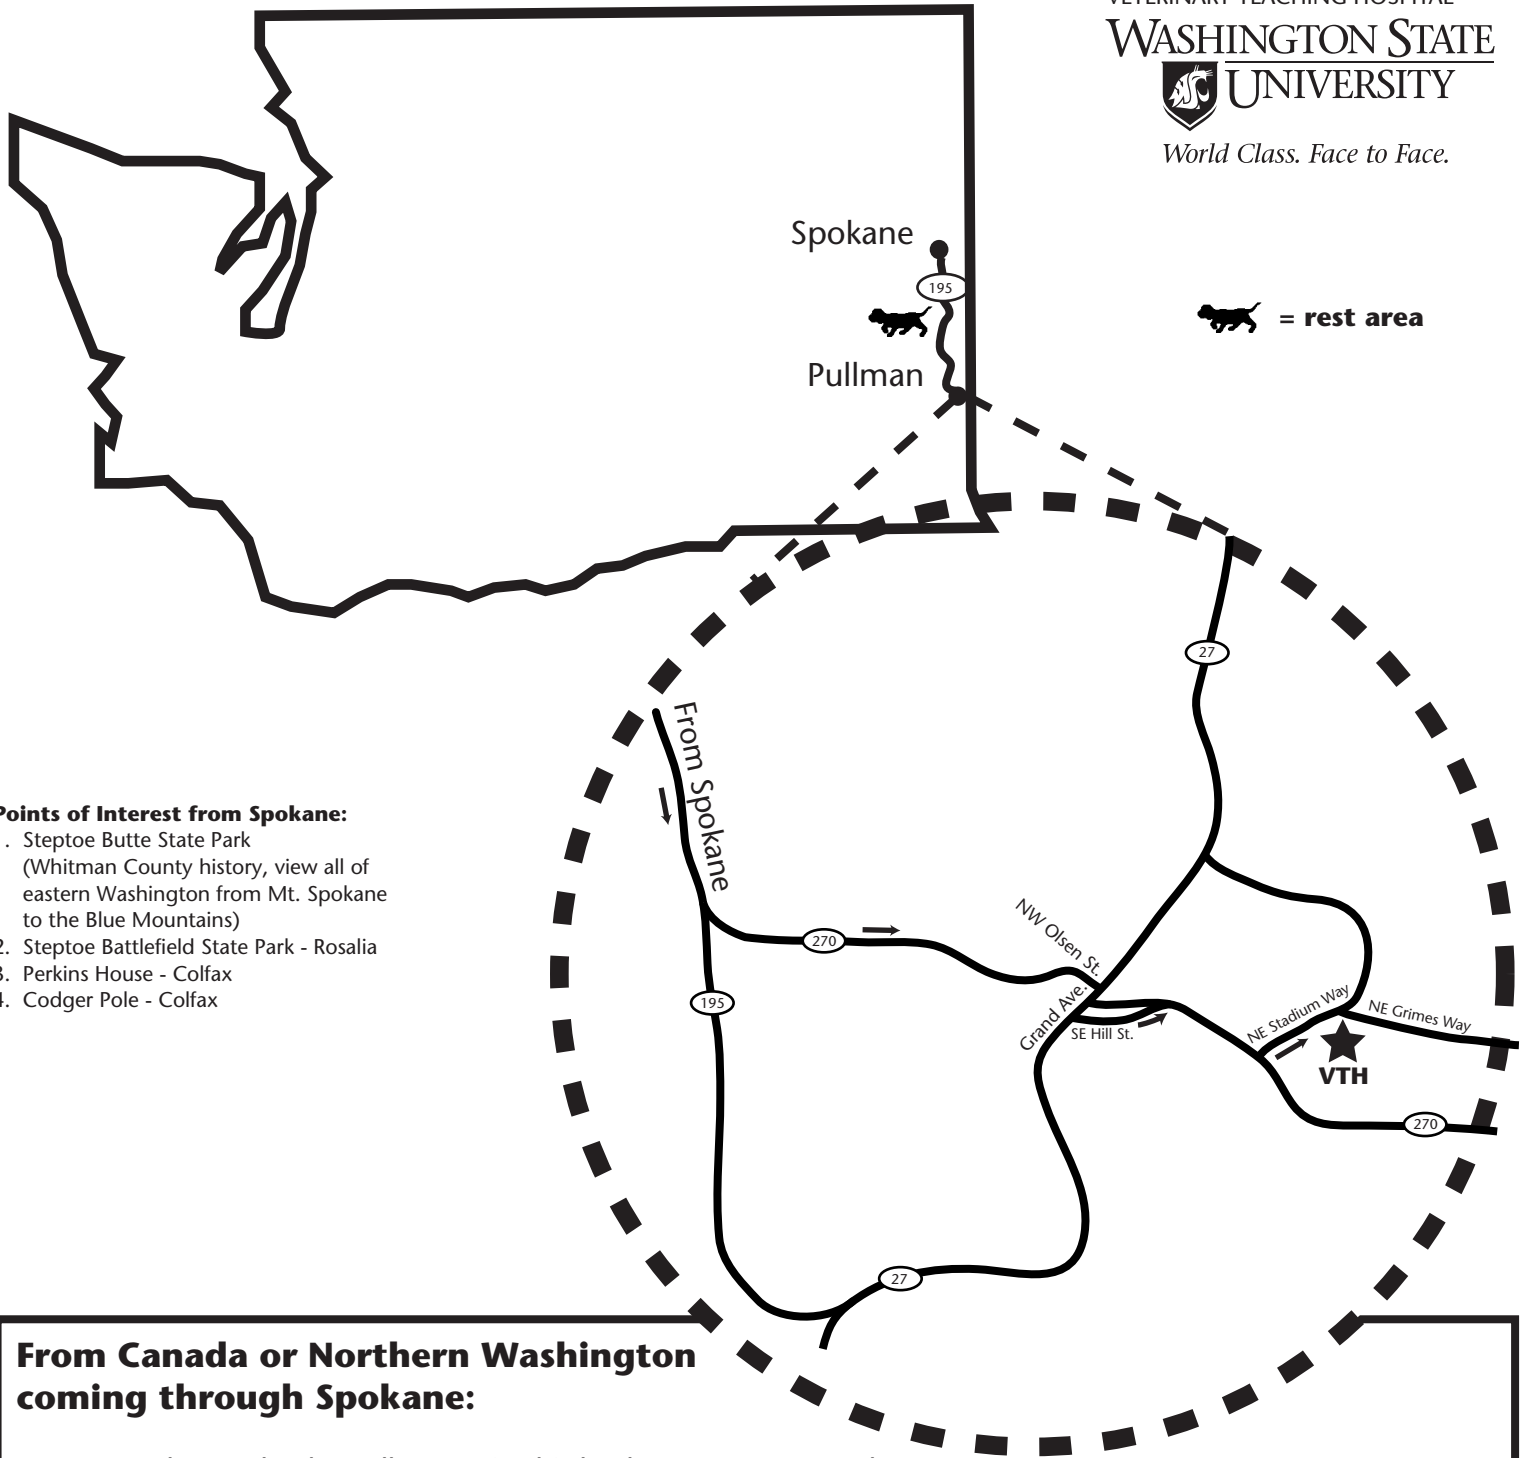 VETERINARY TEACHING HOSPITAL
WASHINGTON STATE
UNIVERSITY
World Class. Face to Face.
Spokane
195
= rest area
Pullman
27
From Spokane
Points of Interest from Spokane:
. Steptoe Butte State Park
(Whitman County history, view all of
eastern Washington from Mt. Spokane
to the Blue Mountains)
2. Steptoe Battlefield State Park - Rosalia
3. Perkins House - Colfax
4. Codger Pole - Colfax
NW Olsen St.
270
195
Grand Ave.
SE Hill St.
NE Stadium Way
NE Grimes Way
VTH
270
27
From Canada or Northern Washington
coming through Spokane: